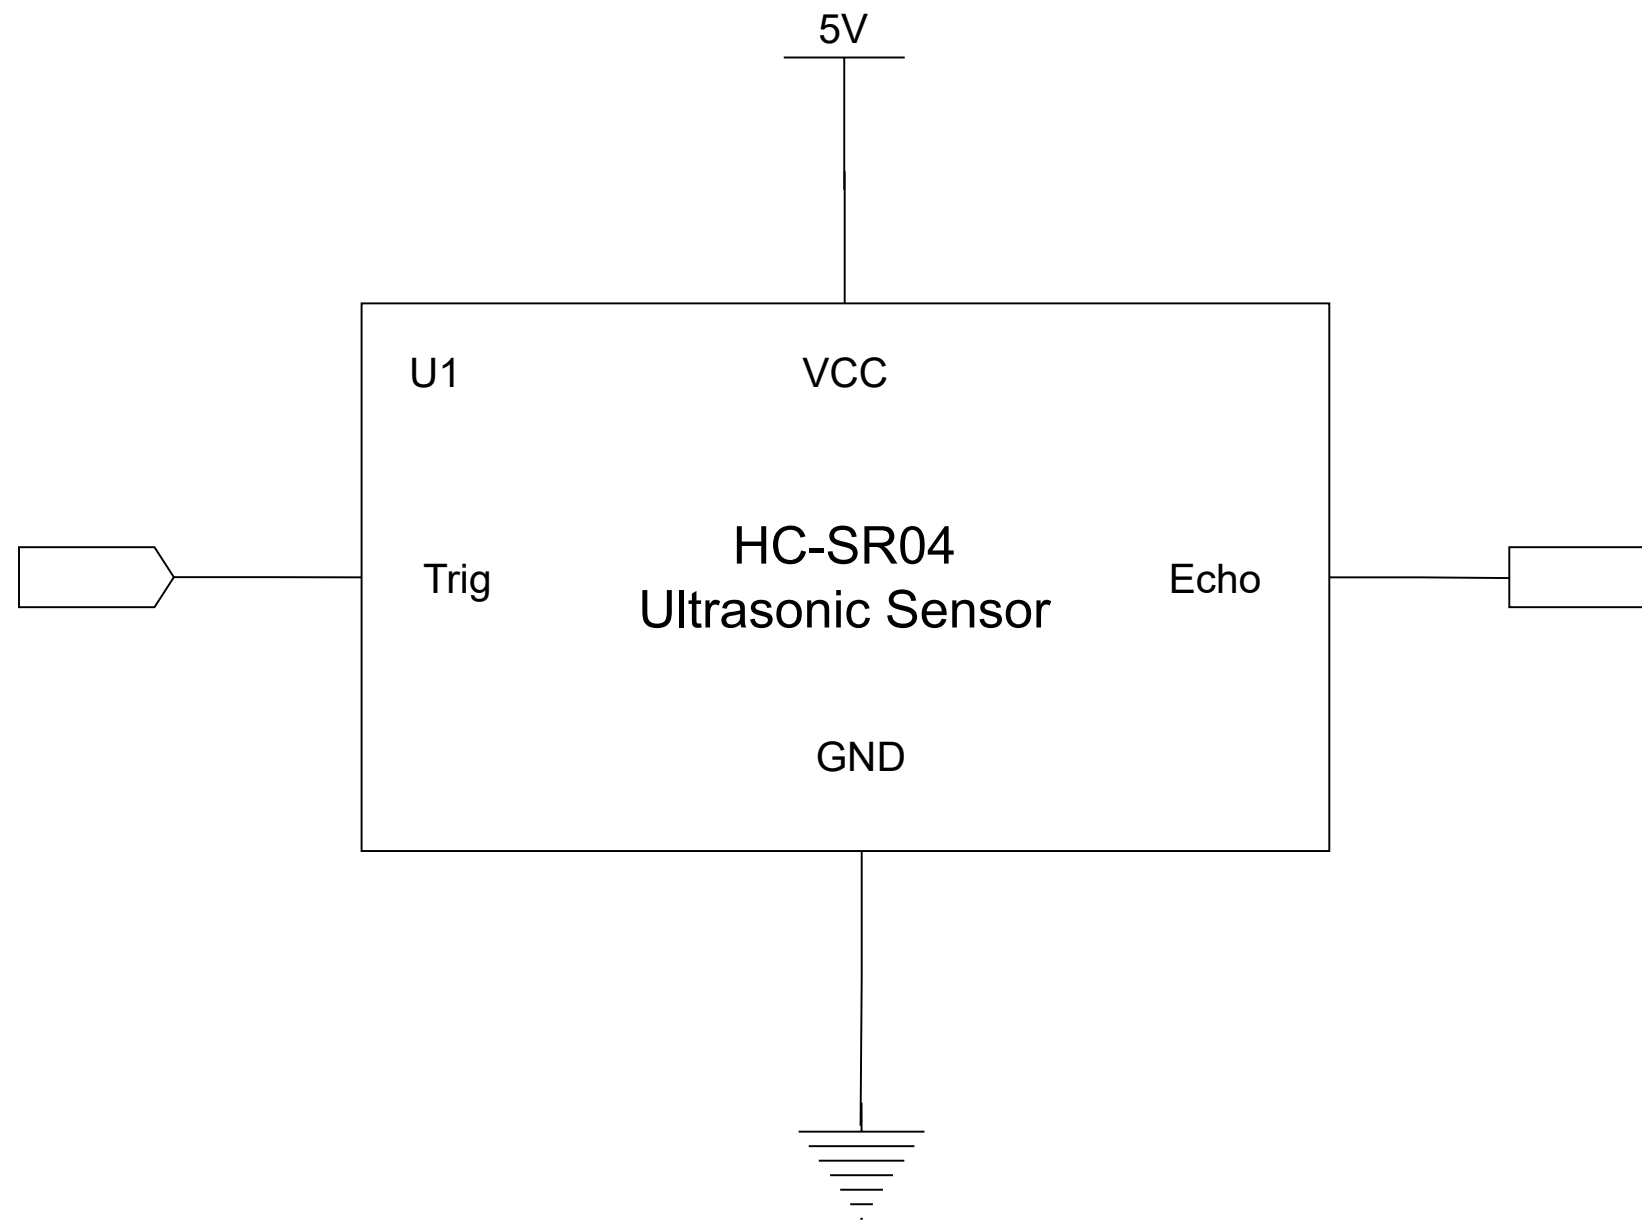 5V
U1
VCC
HC-SR04
Trig
Ultrasonic Sensor
Echo
GND